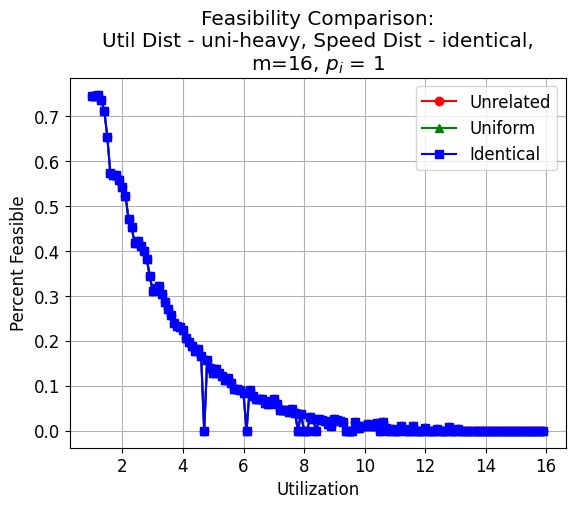 Feasibility Comparison:
Util Dist - uni-heavy, Speed Dist - identical,
m=16, $p_i$ = 1
Unrelated
Uniform
Identical
Percent Feasible
0.7
0.6
0.5
0.4
0.3
0.2
0.1
0.0
2 4 6 8 10 12 14 16
Utilization